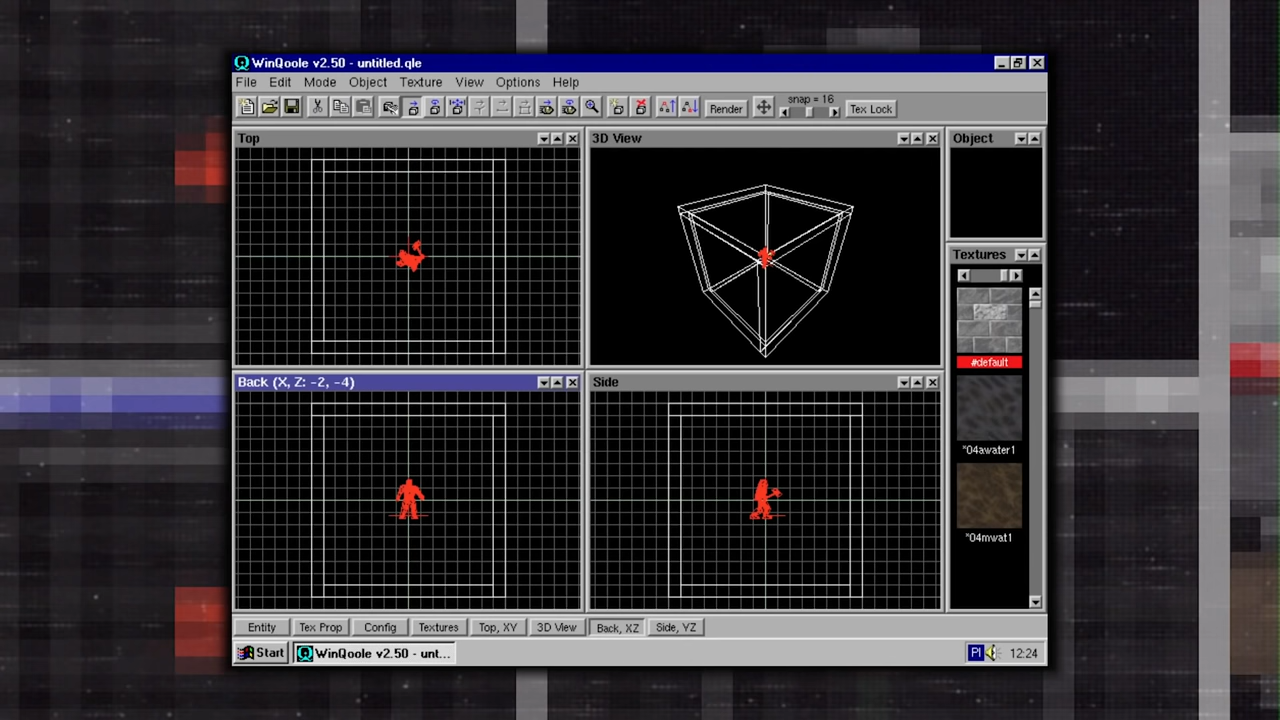 WinQoole v2.50 - untitled.qle
File Edit Mode Object Texture View Options Help
Render
snap = 16
Tex Lock
Top
3D View
Object
Textures
#default
*04awater1
*04mwat1
Back (X, Z: -2, -4)
Side
Entity Tex Prop Config Textures Top, XY 3D View Back, XZ Side, YZ
Start WinQoole v2.50 - unt... Pl 12:24